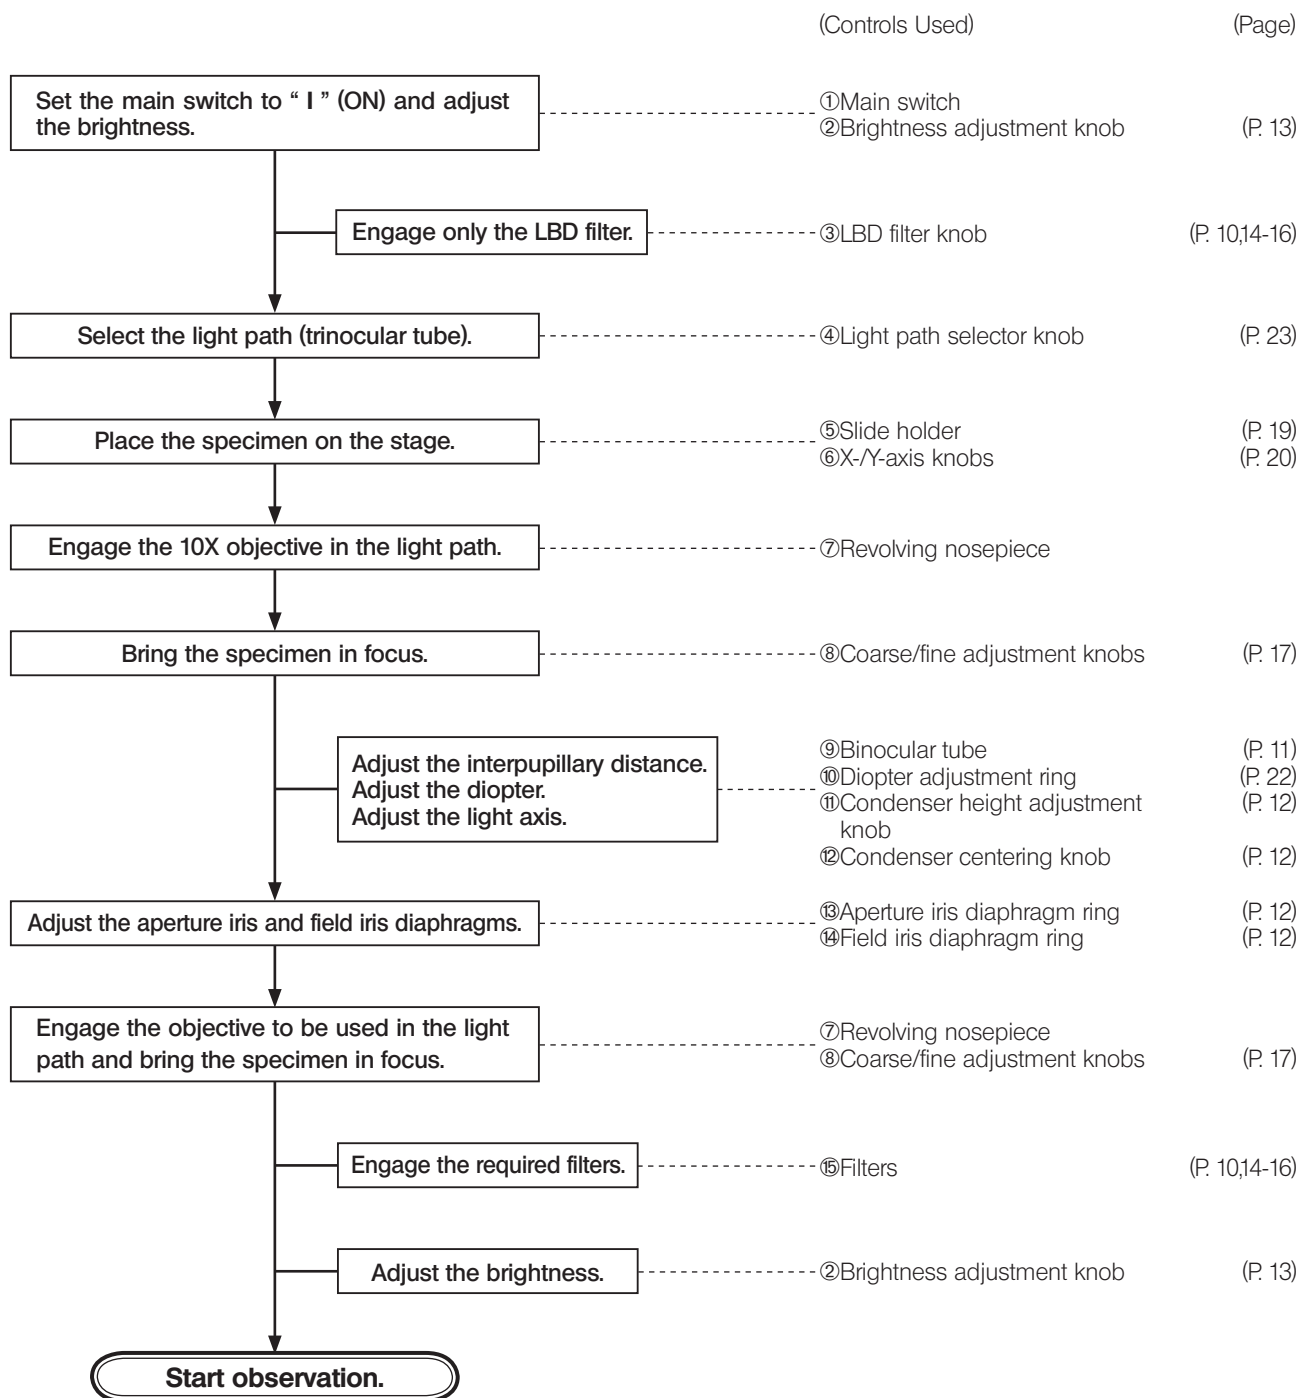 (Controls Used) (Page)
Set the main switch to “ I ” (ON) and adjust
the brightness.
①Main switch
②Brightness adjustment knob (P. 13)
Engage only the LBD filter. ③LBD filter knob (P. 10,14-16)
Select the light path (trinocular tube). ④Light path selector knob (P. 23)
Place the specimen on the stage.
⑤Slide holder (P. 19)
⑥X-/Y-axis knobs (P. 20)
Engage the 10X objective in the light path. ⑦Revolving nosepiece
Bring the specimen in focus. ⑧Coarse/fine adjustment knobs (P. 17)
Adjust the interpupillary distance.
Adjust the diopter.
Adjust the light axis.
⑨Binocular tube (P. 11)
⑩Diopter adjustment ring (P. 22)
⑪Condenser height adjustment (P. 12)
knob
⑫Condenser centering knob (P. 12)
Adjust the aperture iris and field iris diaphragms.
⑬Aperture iris diaphragm ring (P. 12)
⑭Field iris diaphragm ring (P. 12)
Engage the objective to be used in the light
path and bring the specimen in focus.
⑦Revolving nosepiece
⑧Coarse/fine adjustment knobs (P. 17)
Engage the required filters. ⑮Filters (P. 10,14-16)
Adjust the brightness. ②Brightness adjustment knob (P. 13)
Start observation.